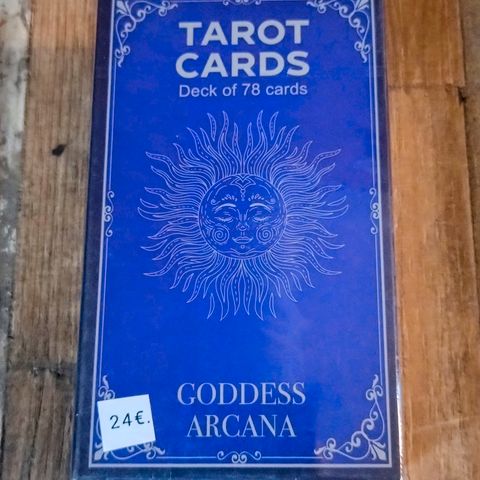 TAROT
CARDS
Deck of 78 cards
GODDESS
ARCANA
24€.